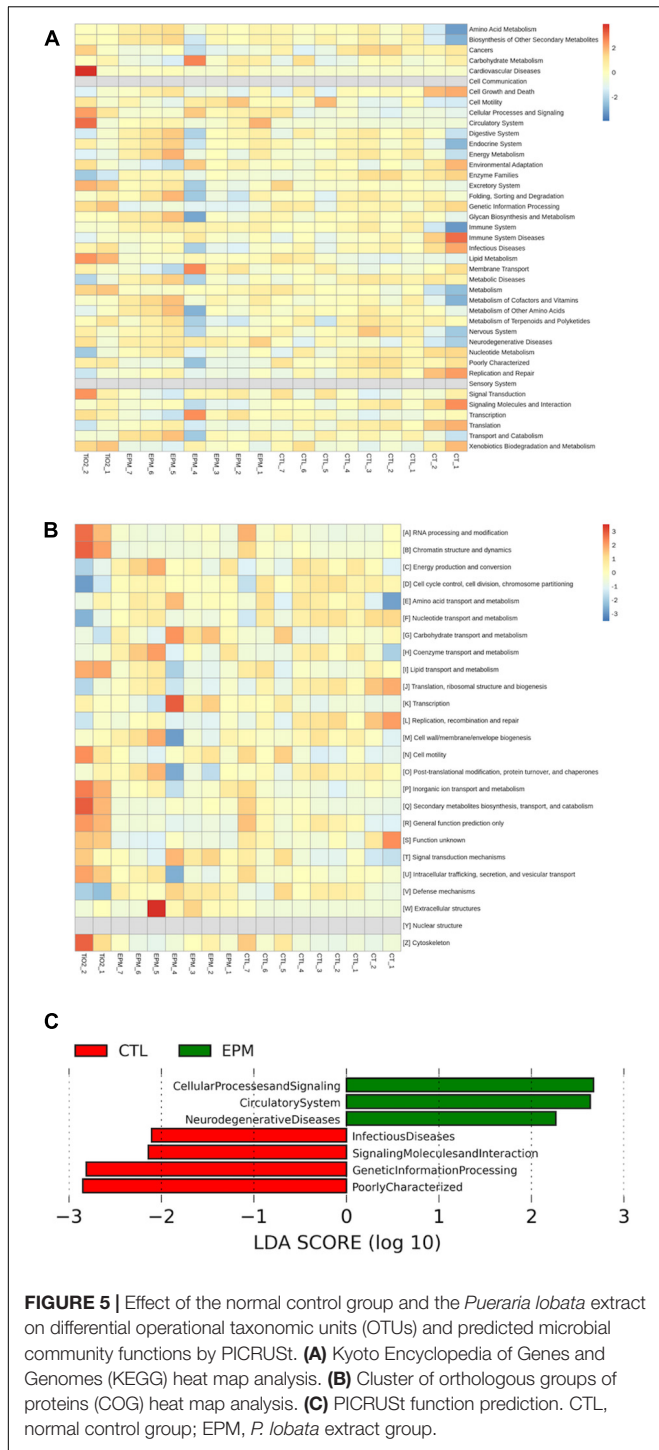 A
Amino Acid Metabolism
Biosynthesis of Other Secondary Metabolites
Cancers
Carbohydrate Metabolism
Cardiovascular Diseases
Cell Communication
Cell Growth and Death
Cell Motility
Cellular Processes and Signaling
Circulatory System
Digestive System
Endocrine System
Energy Metabolism
Environmental Adaptation
Enzyme Families
Excretory System
Folding, Sorting and Degradation
Genetic Information Processing
Glycan Biosynthesis and Metabolism
Immune System
Immune System Diseases
Infectious Diseases
Lipid Metabolism
Membrane Transport
Metabolic Diseases
Metabolism
Metabolism of Cofactors and Vitamins
Metabolism of Other Amino Acids
Metabolism of Terpenoids and Polyketides
Nervous System
Neurodegenerative Diseases
Nucleotide Metabolism
Poorly Characterized
Replication and Repair
Sensory System
Signal Transduction
Signaling Molecules and Interaction
Transcription
Translation
Transport and Catabolism
Xenobiotics Biodegradation and Metabolism
2
0
-2
TiO2_2 TiO2_1 EPM_7 EPM_6 EPM_5 EPM_4 EPM_3 EPM_2 EPM_1 CTL_7 CTL_6 CTL_5 CTL_4 CTL_3 CTL_2 CTL_1 CT_2 CT_1
B
[A] RNA processing and modification
[B] Chromatin structure and dynamics
[C] Energy production and conversion
[D] Cell cycle control, cell division, chromosome partitioning
[E] Amino acid transport and metabolism
[F] Nucleotide transport and metabolism
[G] Carbohydrate transport and metabolism
[H] Coenzyme transport and metabolism
[I] Lipid transport and metabolism
[J] Translation, ribosomal structure and biogenesis
[K] Transcription
[L] Replication, recombination and repair
[M] Cell wall/membrane/envelope biogenesis
[N] Cell motility
[O] Post-translational modification, protein turnover, and chaperones
[P] Inorganic ion transport and metabolism
[Q] Secondary metabolites biosynthesis, transport, and catabolism
[R] General function prediction only
[S] Function unknown
[T] Signal transduction mechanisms
[U] Intracellular trafficking, secretion, and vesicular transport
[V] Defense mechanisms
[W] Extracellular structures
[Y] Nuclear structure
[Z] Cytoskeleton
3
2
1
0
-1
-2
-3
TiO2_2 TiO2_1 EPM_7 EPM_6 EPM_5 EPM_4 EPM_3 EPM_2 EPM_1 CTL_7 CTL_6 CTL_5 CTL_4 CTL_3 CTL_2 CTL_1 CT_2 CT_1
C
CTL EPM
CellularProcessesandSignaling
CirculatorySystem
NeurodegenerativeDiseases
InfectiousDiseases
SignalingMoleculesandInteraction
GeneticInformationProcessing
PoorlyCharacterized
−3 −2 −1 0 1 2 3
LDA SCORE (log 10)
FIGURE 5 | Effect of the normal control group and the Pueraria lobata extract
on differential operational taxonomic units (OTUs) and predicted microbial
community functions by PICRUSt. (A) Kyoto Encyclopedia of Genes and
Genomes (KEGG) heat map analysis. (B) Cluster of orthologous groups of
proteins (COG) heat map analysis. (C) PICRUSt function prediction. CTL,
normal control group; EPM, P. lobata extract group.